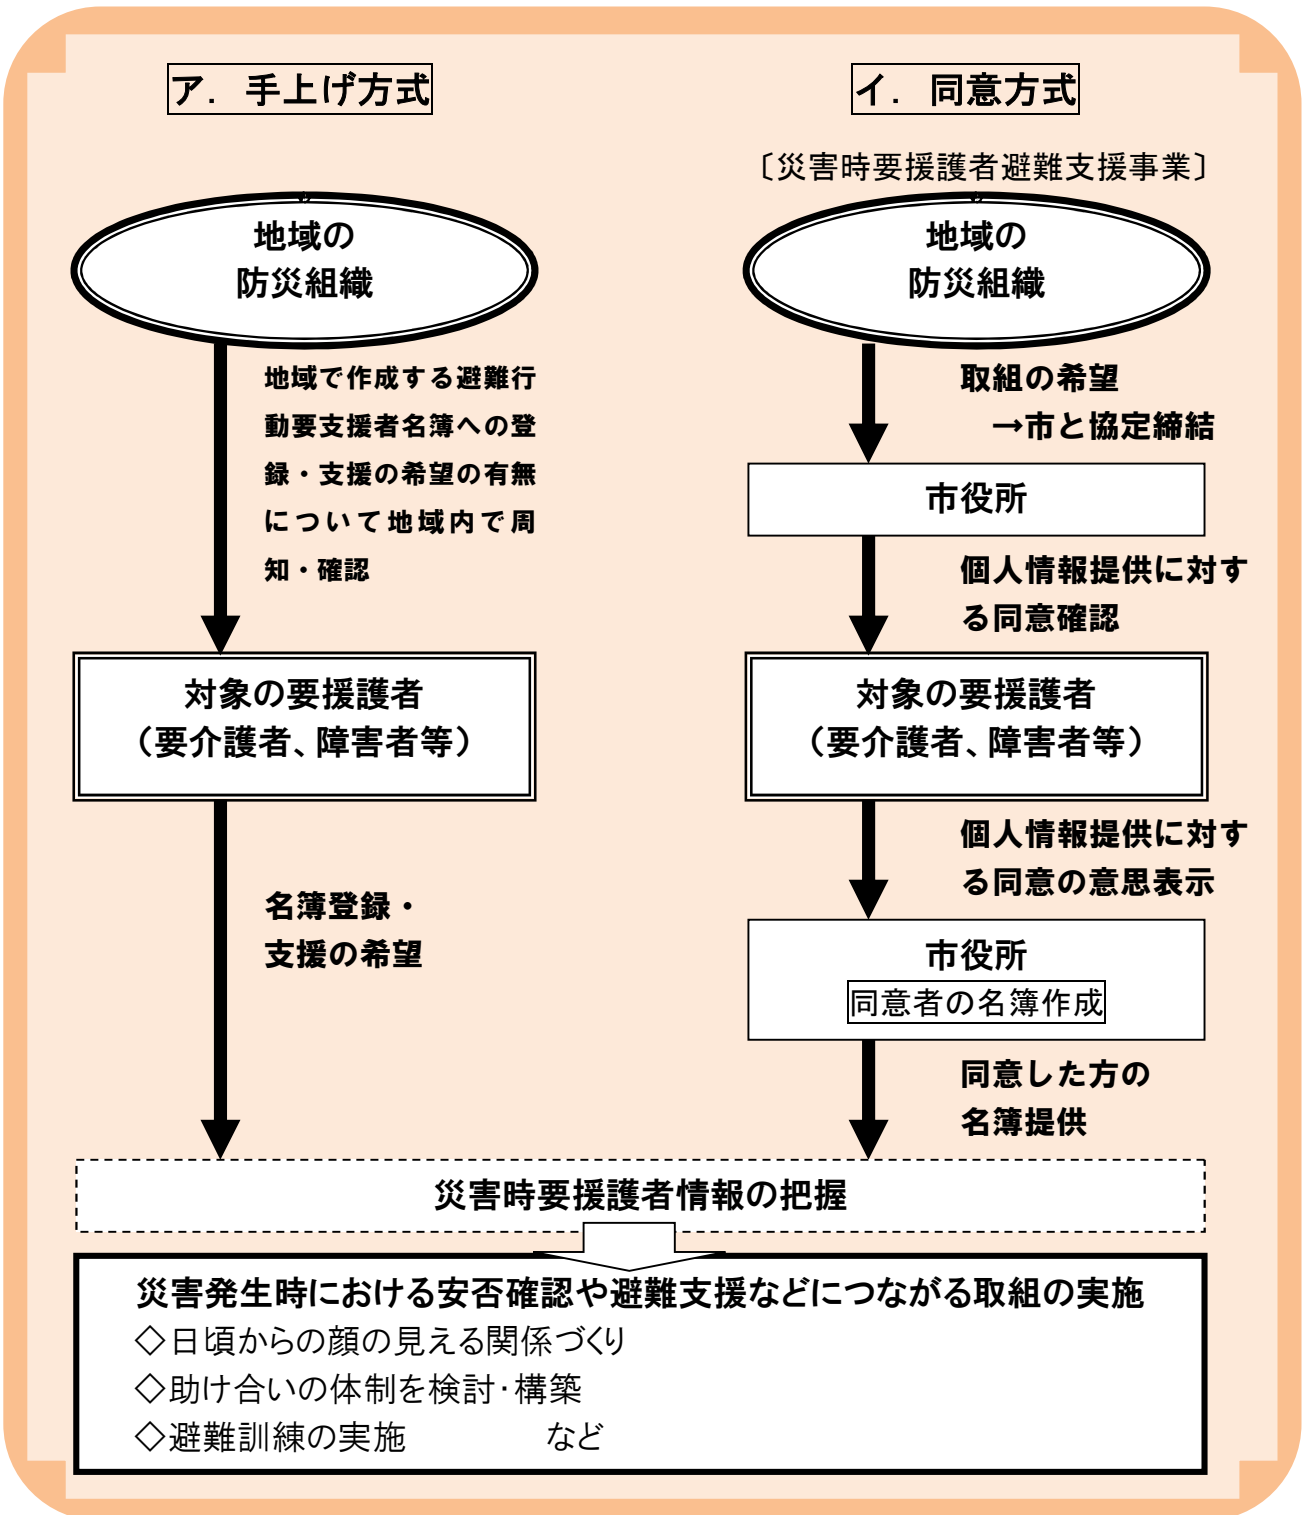 ア．手上げ方式
地域の
防災組織
地域で作成する避難行
動要支援者名簿への登
録・支援の希望の有無
について地域内で周
知・確認
対象の要援護者
（要介護者、障害者等）
名簿登録・
支援の希望
イ．同意方式
〔災害時要援護者避難支援事業〕
地域の
防災組織
取組の希望
→市と協定締結
市役所
個人情報提供に対す
る同意確認
対象の要援護者
（要介護者、障害者等）
個人情報提供に対す
る同意の意思表示
市役所
同意者の名簿作成
同意した方の
名簿提供
災害時要援護者情報の把握
災害発生時における安否確認や避難支援などにつながる取組の実施
◇日頃からの顔の見える関係づくり
◇助け合いの体制を検討・構築
◇避難訓練の実施　　　　など